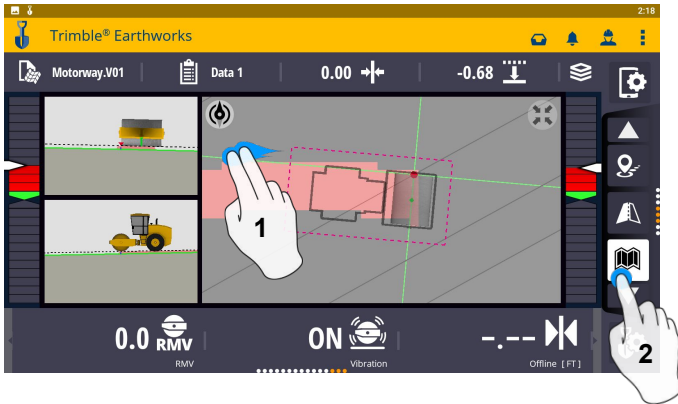 2:18
Trimble® Earthworks
Motorway.V01
Data 1
0.00
-0.68
1
2
0.0 RMV
RMV
ON
Vibration
-.--
Offline [FT]